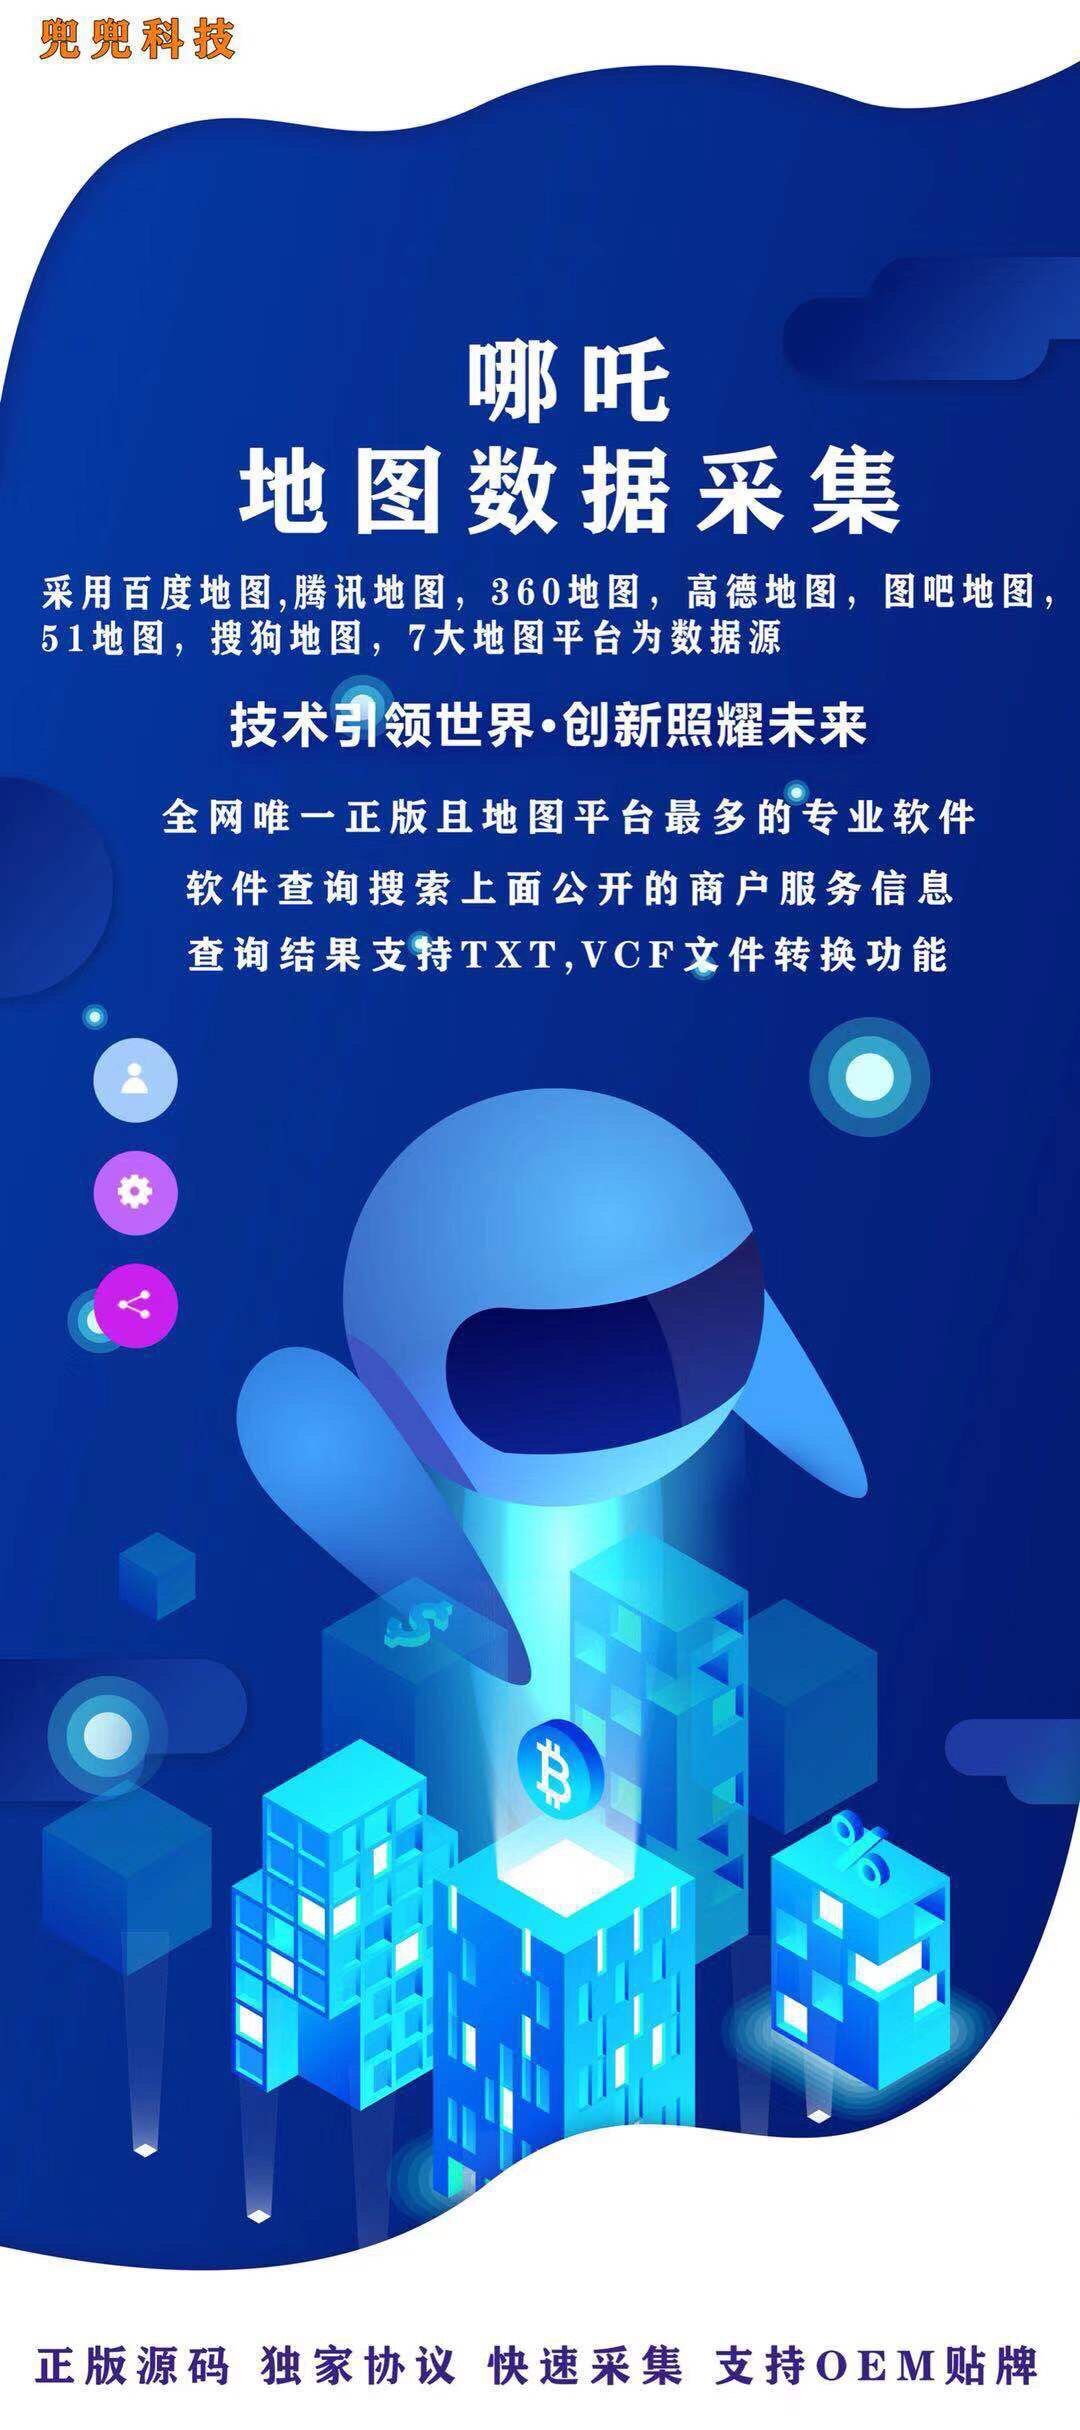 兜兜科技
哪吒
地图数据采集
采用百度地图,腾讯地图，360地图，高德地图，图吧地图，
51地图，搜狗地图，7大地图平台为数据源
技术引领世界·创新照耀未来
全网唯一正版且地图平台最多的专业软件
软件查询搜索上面公开的商户服务信息
查询结果支持TXT,VCF文件转换功能
正版源码 独家协议 快速采集 支持OEM贴牌